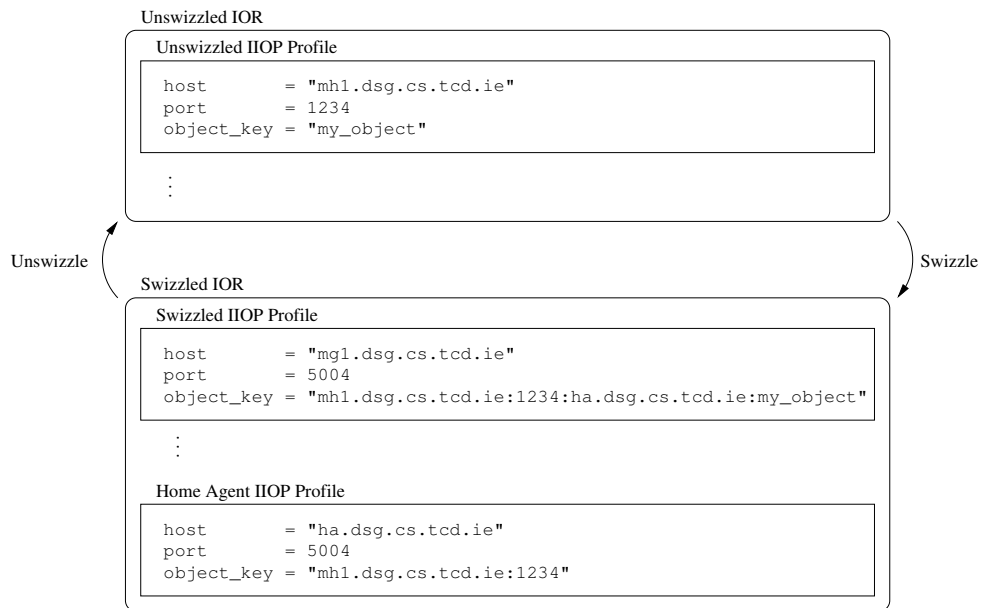 Unswizzled IOR
Unswizzled IIOP Profile
host = "mh1.dsg.cs.tcd.ie"
port = 1234
object_key = "my_object"
Unswizzle
Swizzle
Swizzled IOR
Swizzled IIOP Profile
host = "mg1.dsg.cs.tcd.ie"
port = 5004
object_key = "mh1.dsg.cs.tcd.ie:1234:ha.dsg.cs.tcd.ie:my_object"
Home Agent IIOP Profile
host = "ha.dsg.cs.tcd.ie"
port = 5004
object_key = "mh1.dsg.cs.tcd.ie:1234"